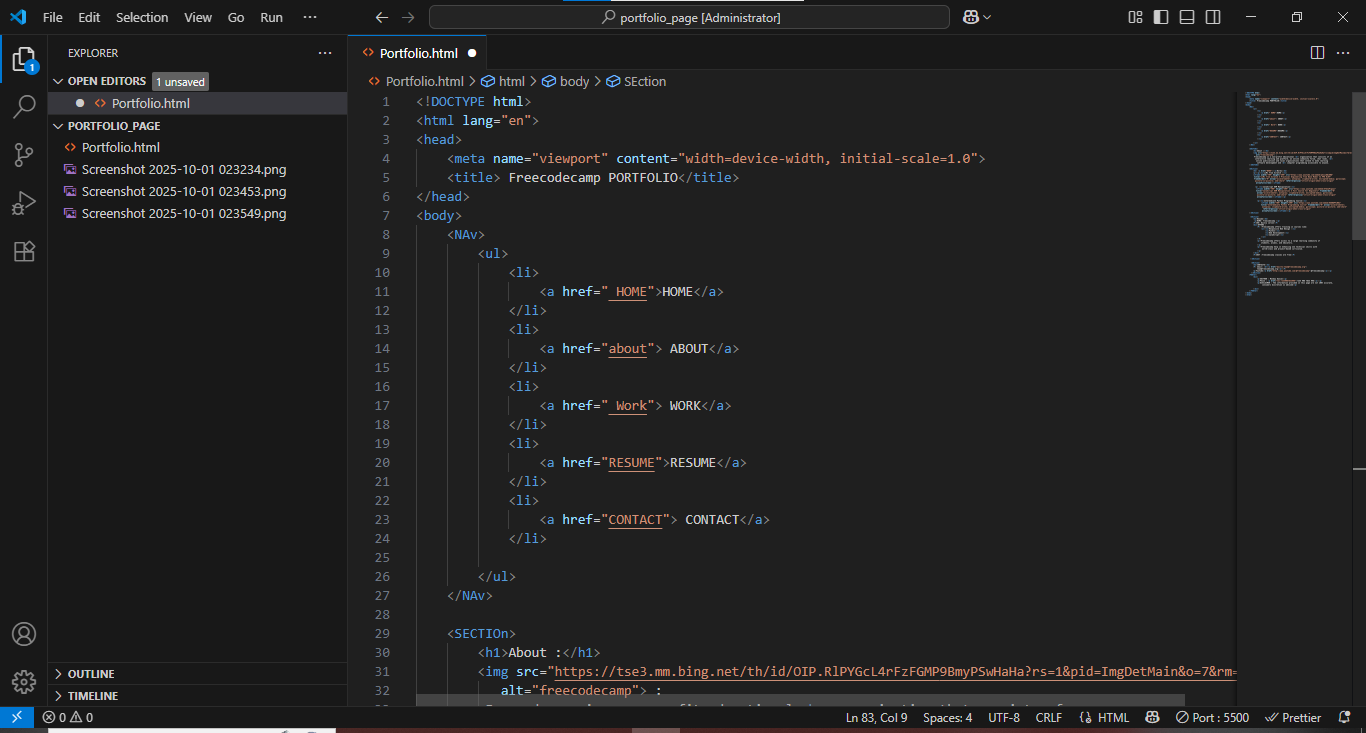 File Edit Selection View Go Run ···
portfolio_page [Administrator]
EXPLORER
OPEN EDITORS 1 unsaved
Portfolio.html
PORTFOLIO_PAGE
Portfolio.html
Screenshot 2025-10-01 023234.png
Screenshot 2025-10-01 023453.png
Screenshot 2025-10-01 023549.png
OUTLINE
TIMELINE
1
Portfolio.html
Portfolio.html > html > body > SEction
1 <!DOCTYPE html>
2 <html lang="en">
3 <head>
4 <meta name="viewport" content="width=device-width, initial-scale=1.0">
5 <title> Freecodecamp PORTFOLIO</title>
6 </head>
7 <body>
8 <NAv>
9 <ul>
10 <li>
11 <a href=" HOME">HOME</a>
12 </li>
13 <li>
14 <a href="about"> ABOUT</a>
15 </li>
16 <li>
17 <a href=" Work"> WORK</a>
18 </li>
19 <li>
20 <a href="RESUME">RESUME</a>
21 </li>
22 <li>
23 <a href="CONTACT"> CONTACT</a>
24 </li>
25
26 </ul>
27 </NAv>
28
29 <SECTIOn>
30 <h1>About :</h1>
31 <img src="https://tse3.mm.bing.net/th/id/OIP.RlPYGcL4rFzFGMP9BmyPSwHaHa?rs=1&pid=ImgDetMain&o=7&rm=
32 alt="freecodecamp"> :
0 0
Ln 83, Col 9 Spaces: 4 UTF-8 CRLF {} HTML Port : 5500 Prettier